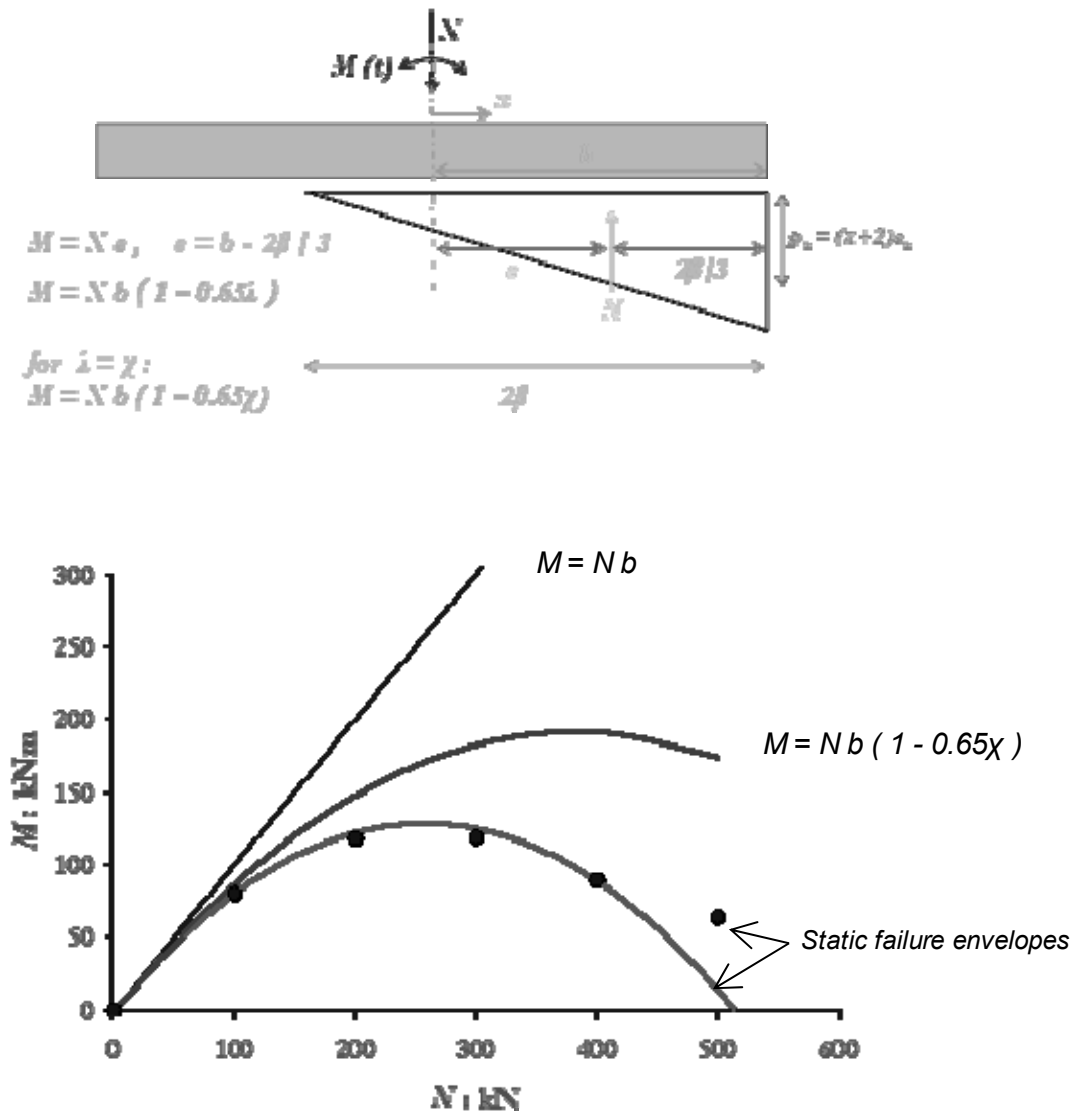 N
M (t)
x
b
M = N e , e = b - 2β / 3
e
2β/3
M = N b ( 1 - 0.65λ )
N
for λ = χ :
M = N b ( 1 - 0.65χ )
2β
M = N b
300
250
200
M = N b ( 1 - 0.65χ )
150
M : kNm
100
50
Static failure envelopes
0
0 100 200 300 400 500 600
N : kN